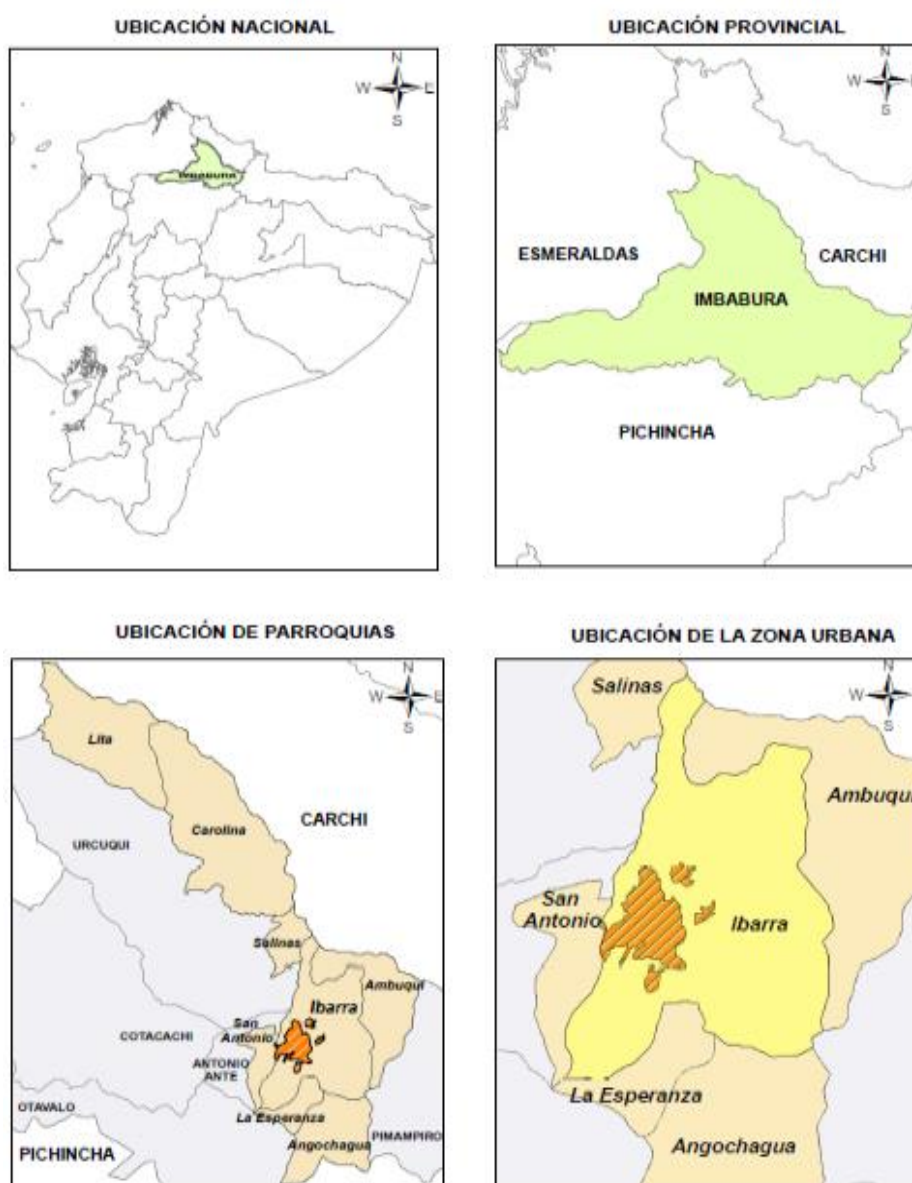 UBICACIÓN NACIONAL
N
W E
S
IMBABURA
UBICACIÓN PROVINCIAL
N
W E
S
ESMERALDAS
CARCHI
IMBABURA
PICHINCHA
UBICACIÓN DE PARROQUIAS
N
W E
S
Lita
CARCHI
Carolina
URCUQUI
Salinas
Ambuqui
Ibarra
San
Antonio
COTACACHI
ANTONIO
ANTE
OTAVALO
La Esperanza
PIMAMPIRO
Angochagua
PICHINCHA
UBICACIÓN DE LA ZONA URBANA
N
W
S
Salinas
Ambuqui
San
Antonio
Ibarra
La Esperanza
Angochagua